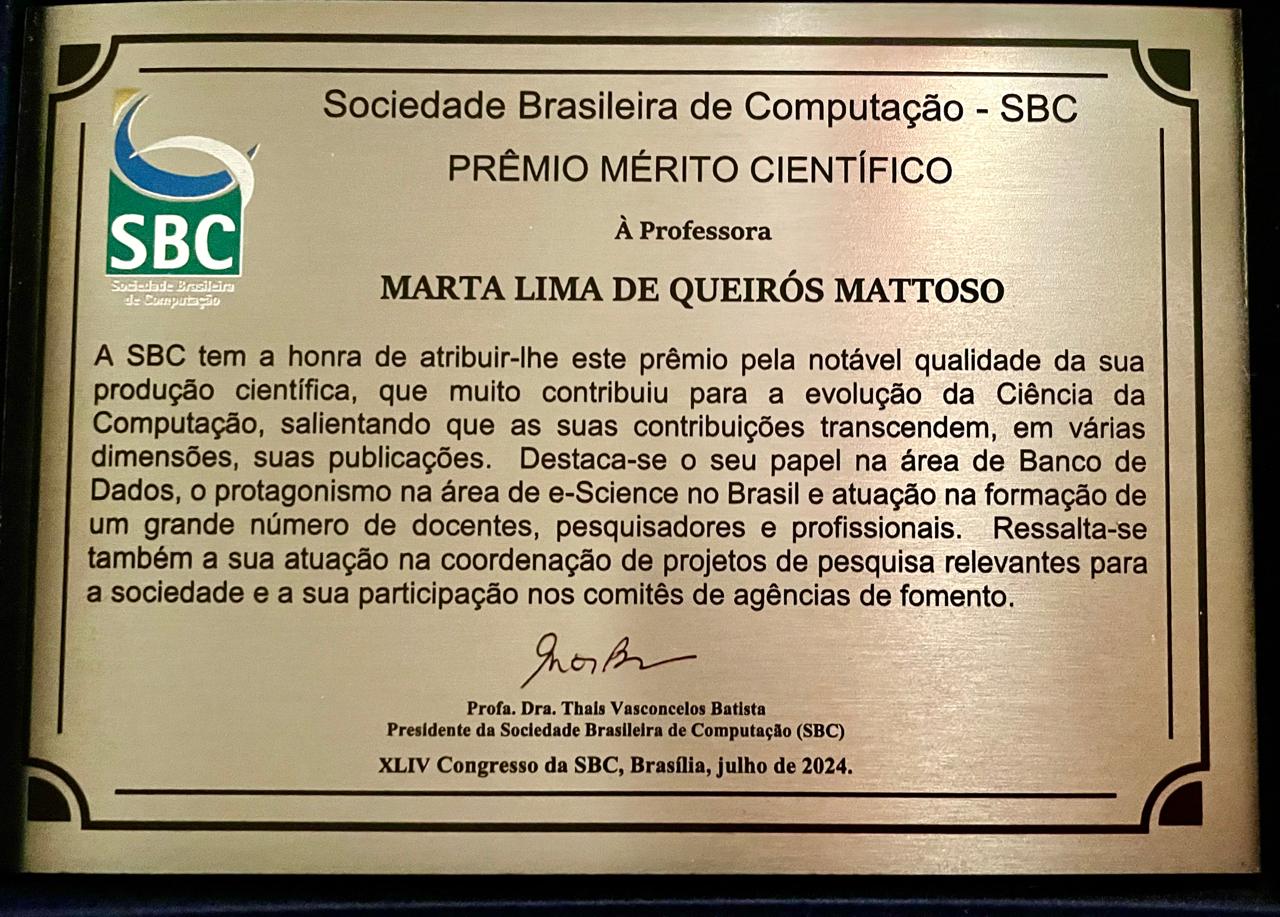 Sociedade Brasileira de Computação - SBC
PRÊMIO MÉRITO CIENTÍFICO
À Professora
MARTA LIMA DE QUEIRÓS MATTOSO
SBC
Sociedade Brasileira
de Computação
A SBC tem a honra de atribuir-lhe este prêmio pela notável qualidade da sua
produção científica, que muito contribuiu para a evolução da Ciência da
Computação, salientando que as suas contribuições transcendem, em várias
dimensões, suas publicações. Destaca-se o seu papel na área de Banco de
Dados, o protagonismo na área de e-Science no Brasil e atuação na formação de
um grande número de docentes, pesquisadores e profissionais. Ressalta-se
também a sua atuação na coordenação de projetos de pesquisa relevantes para
a sociedade e a sua participação nos comitês de agências de fomento.
Profa. Dra. Thais Vasconcelos Batista
Presidente da Sociedade Brasileira de Computação (SBC)
XLIV Congresso da SBC, Brasília, julho de 2024.